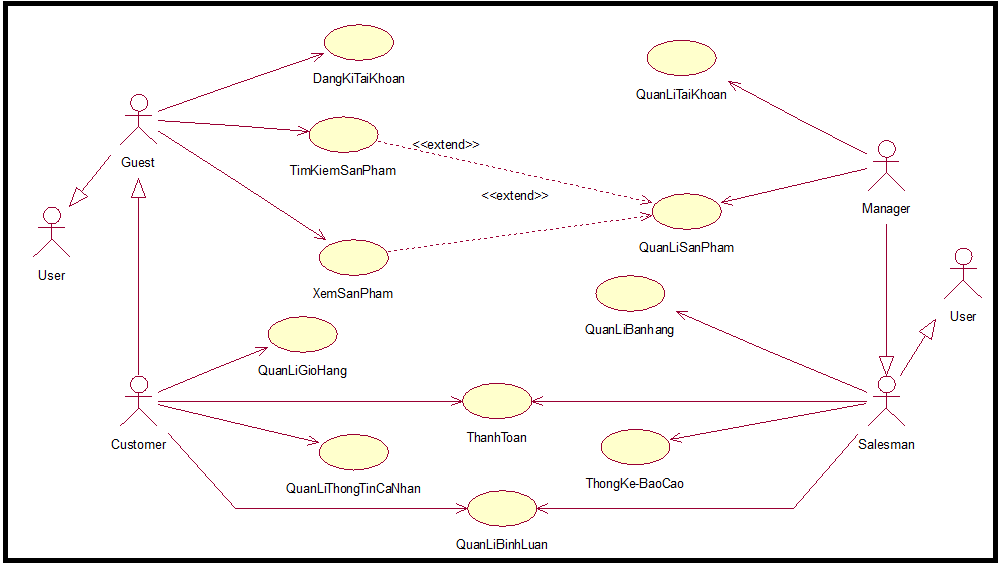 DangKiTaiKhoan
QuanLiTaiKhoan
Guest
TimKiemSanPham
<<extend>>
Manager
<<extend>>
User
QuanLiSanPham
XemSanPham
User
QuanLiBanhang
QuanLiGioHang
Customer
ThanhToan
Salesman
QuanLiThongTinCaNhan
ThongKe-BaoCao
QuanLiBinhLuan